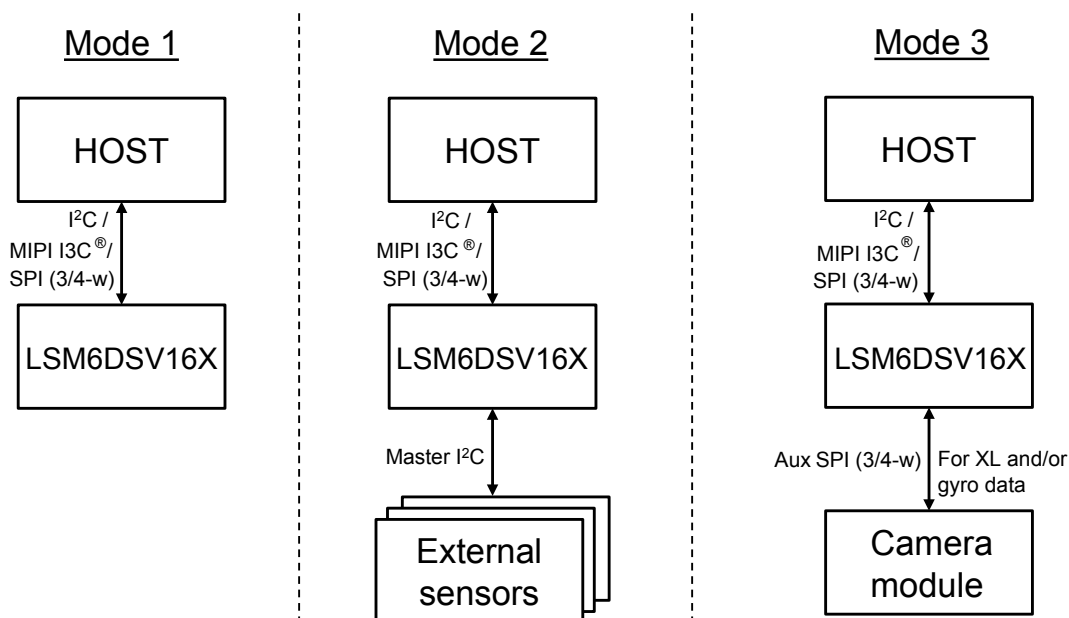 Mode 1
HOST
I²C /
MIPI I3C®/
SPI (3/4-w)
LSM6DSV16X
Mode 2
HOST
I²C /
MIPI I3C®/
SPI (3/4-w)
LSM6DSV16X
Master I²C
External
sensors
Mode 3
HOST
I²C /
MIPI I3C®/
SPI (3/4-w)
LSM6DSV16X
Aux SPI (3/4-w)
For XL and/or
gyro data
Camera
module